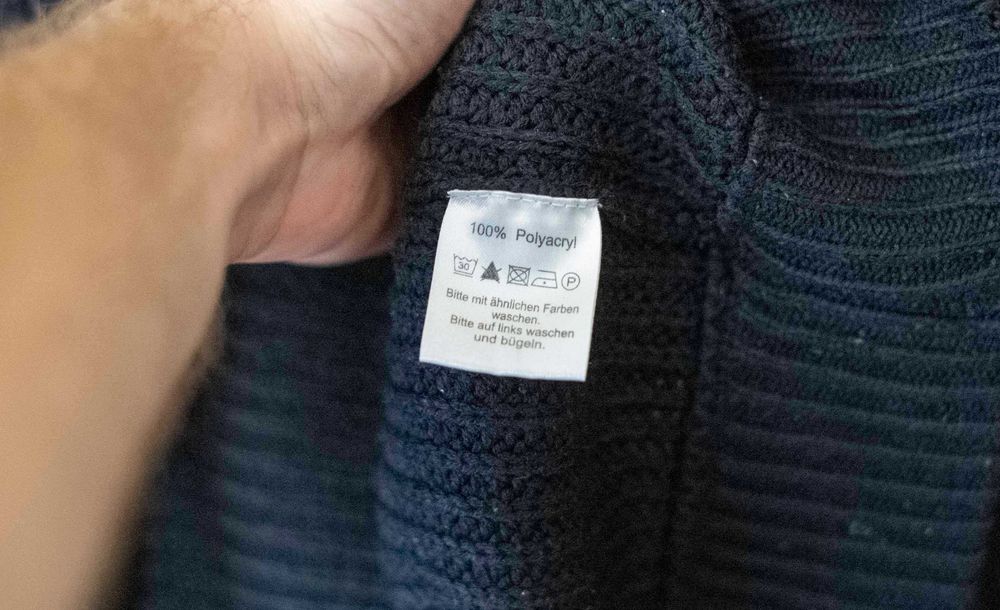 100% Polyacryl
30 P
Bitte mit ähnlichen Farben
waschen.
Bitte auf links waschen
und bügeln.